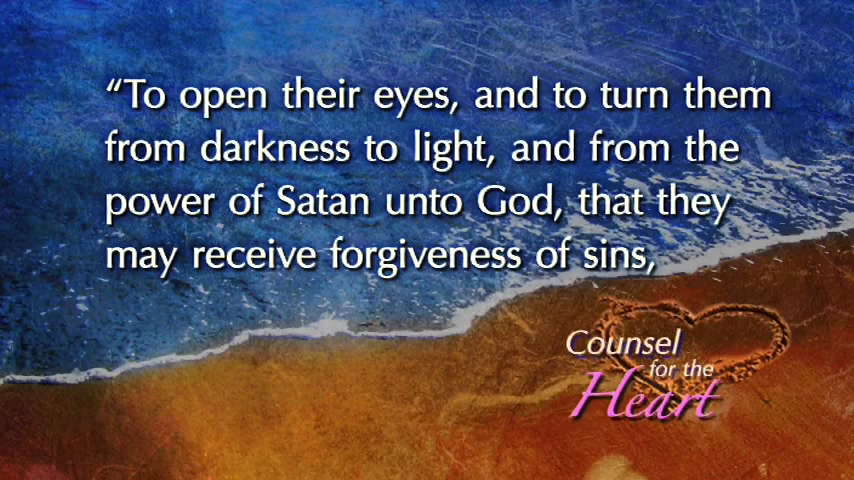 “To open their eyes, and to turn them
from darkness to light, and from the
power of Satan unto God, that they
may receive forgiveness of sins,
Counsel
for the
Heart